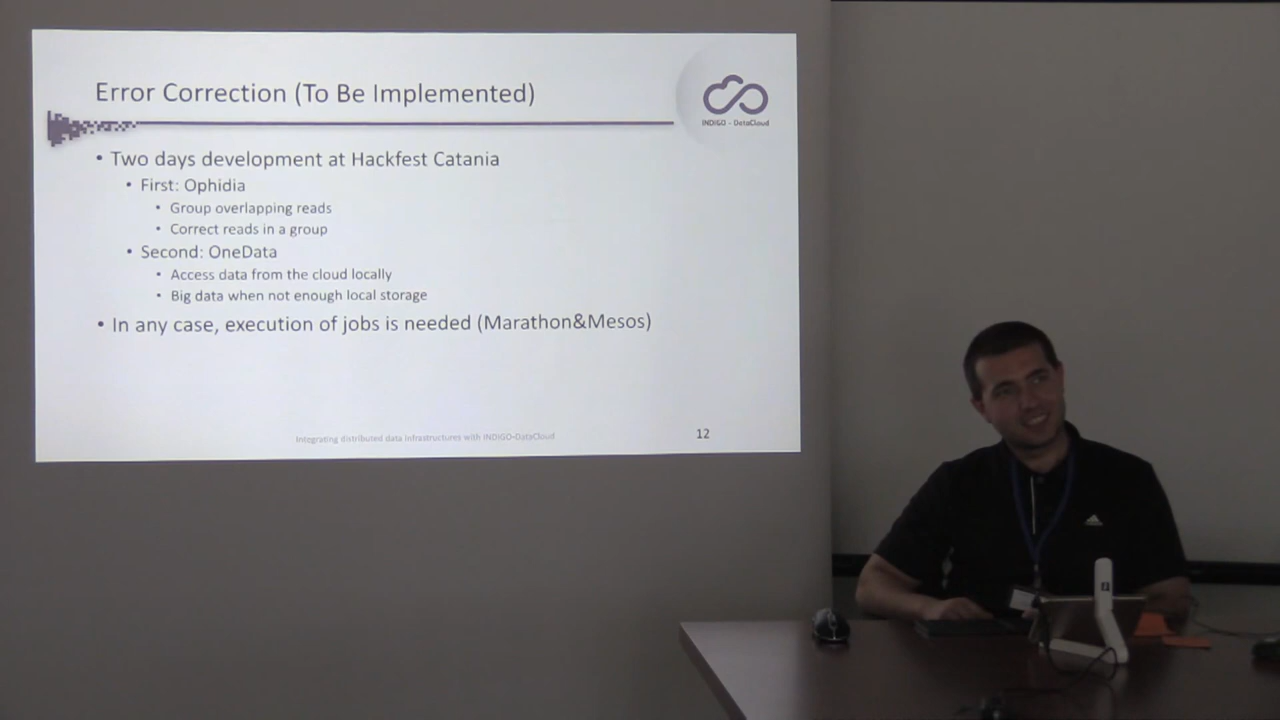 Error Correction (To Be Implemented)
INDIGO - DataCloud
• Two days development at Hackfest Catania
• First: Ophidia
• Group overlapping reads
• Correct reads in a group
• Second: OneData
• Access data from the cloud locally
• Big data when not enough local storage
• In any case, execution of jobs is needed (Marathon&Mesos)
Integrating distributed data infrastructures with INDIGO-DataCloud
12